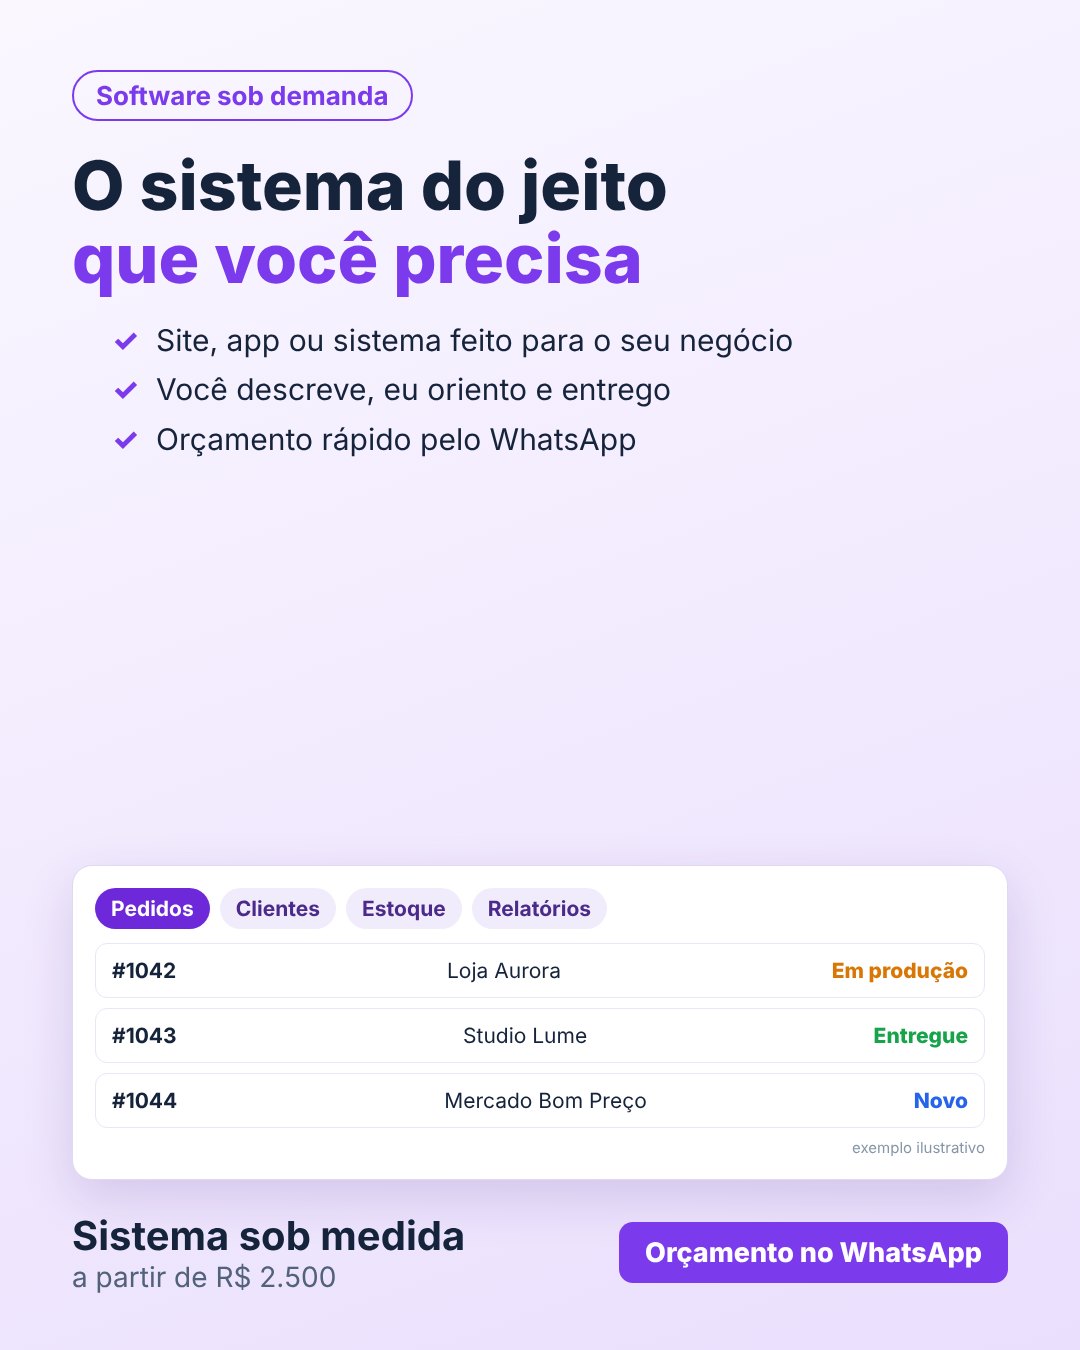 Software sob demanda
O sistema do jeito
que você precisa
Site, app ou sistema feito para o seu negócio
Você descreve, eu oriento e entrego
Orçamento rápido pelo WhatsApp
Pedidos Clientes Estoque Relatórios
#1042 Loja Aurora Em produção
#1043 Studio Lume Entregue
#1044 Mercado Bom Preço Novo
exemplo ilustrativo
Sistema sob medida
a partir de R$ 2.500
Orçamento no WhatsApp